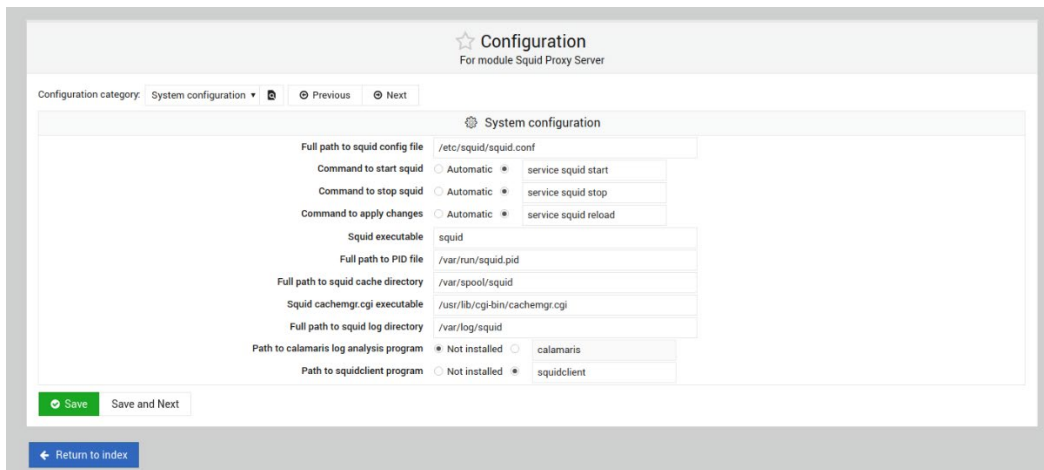 Configuration
For module Squid Proxy Server
Configuration category: System configuration Previous Next
System configuration
Full path to squid config file /etc/squid/squid.conf
Command to start squid Automatic service squid start
Command to stop squid Automatic service squid stop
Command to apply changes Automatic service squid reload
Squid executable squid
Full path to PID file /var/run/squid.pid
Full path to squid cache directory /var/spool/squid
Squid cachemgr.cgi executable /usr/lib/cgi-bin/cachemgr.cgi
Full path to squid log directory /var/log/squid
Path to calamaris log analysis program Not installed calamaris
Path to squidclient program Not installed squidclient
Save Save and Next
Return to index